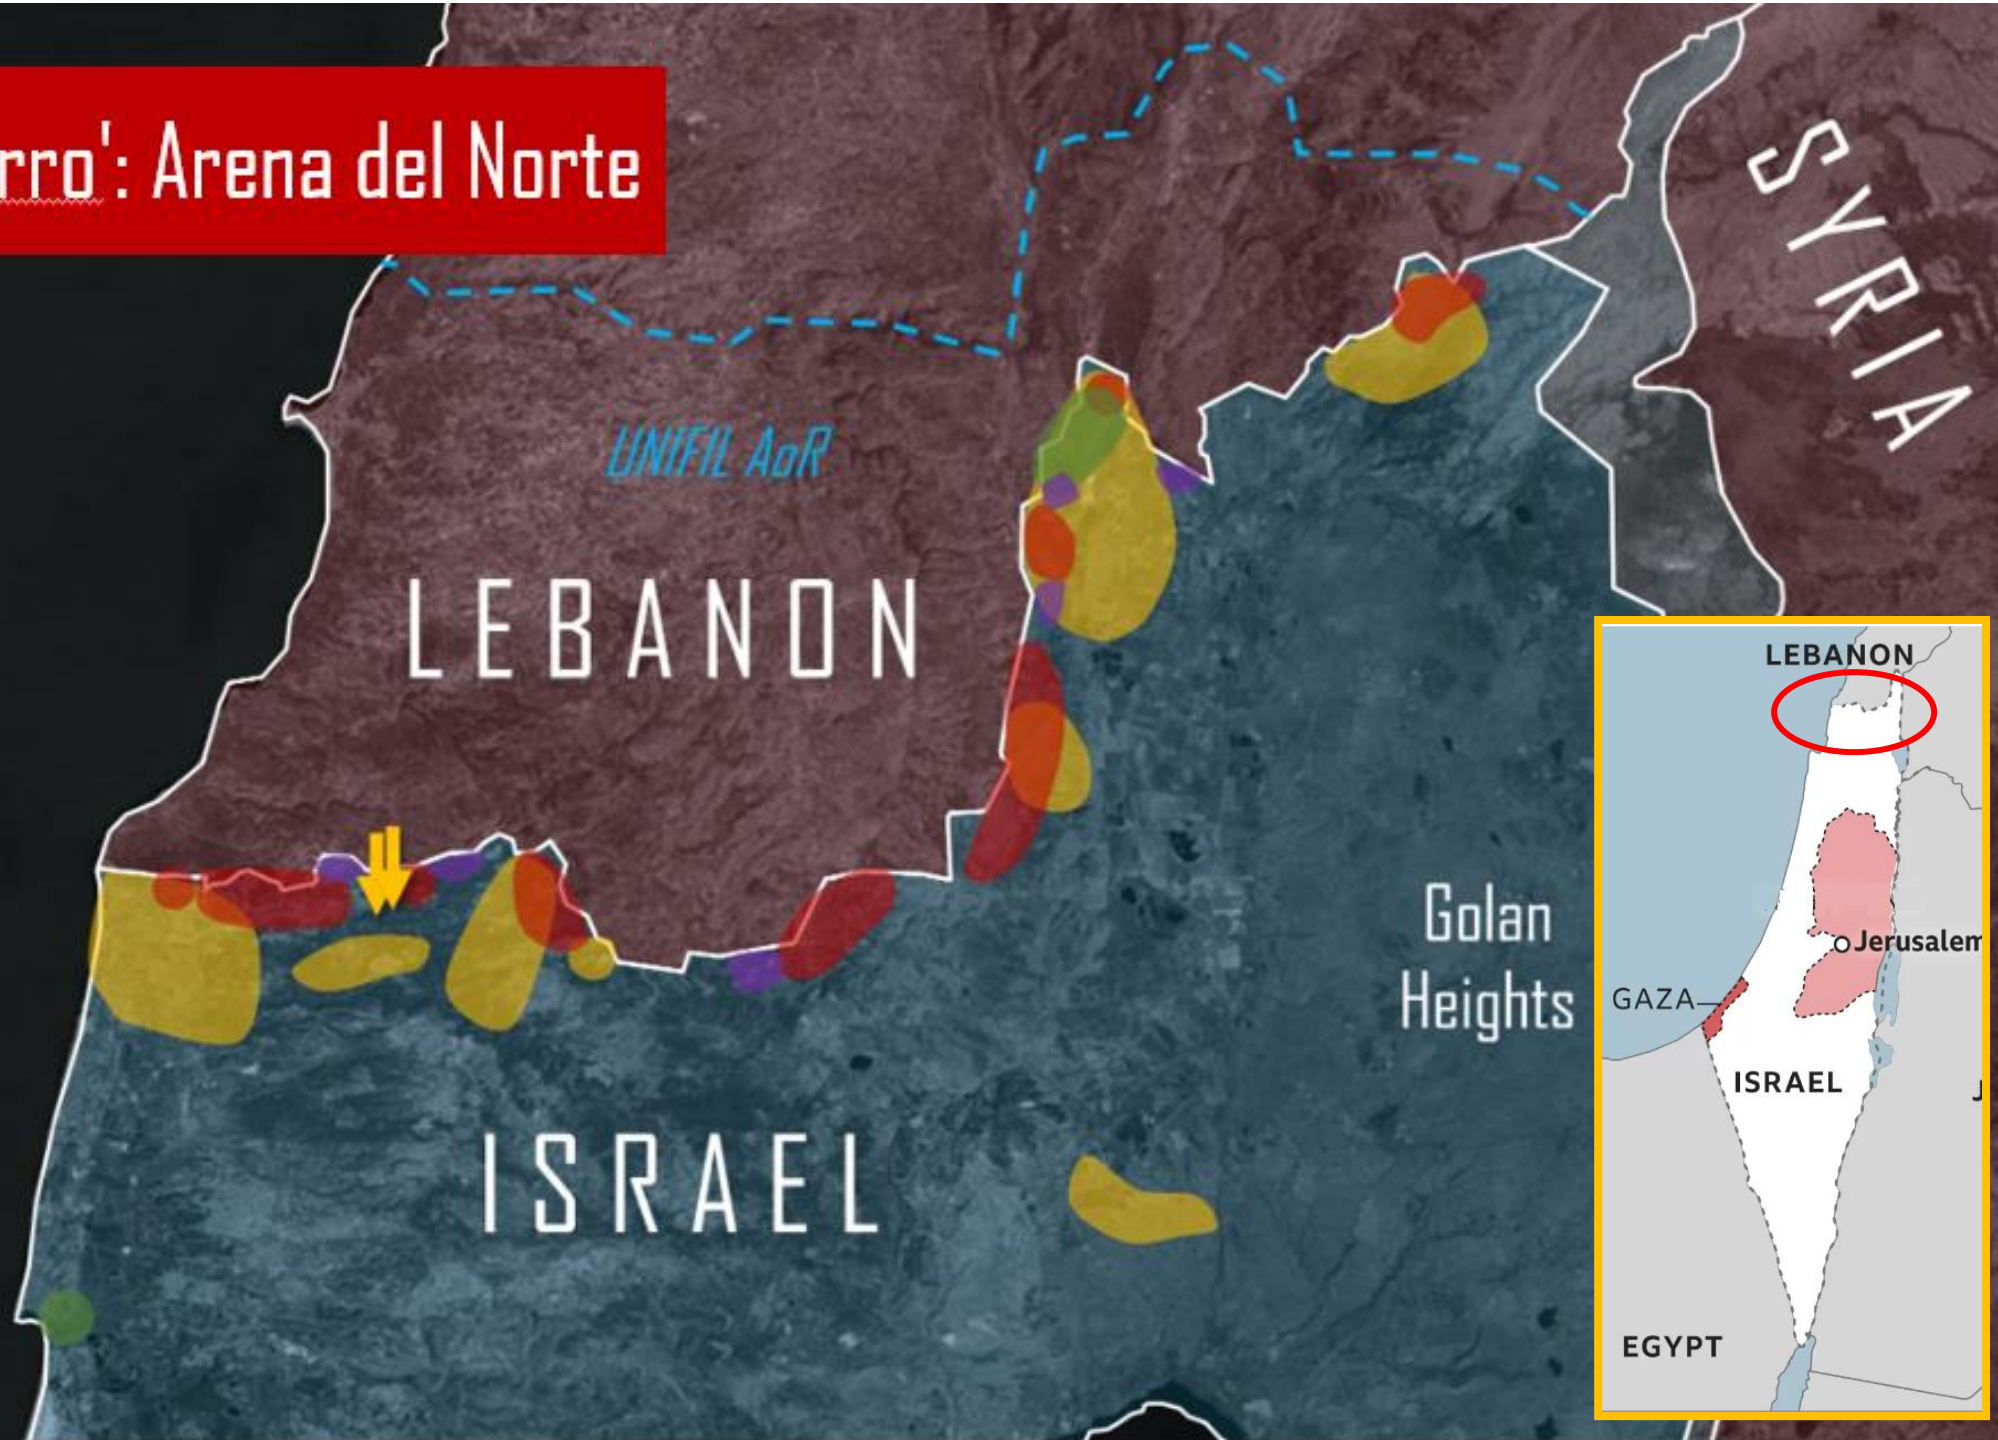 rro': Arena del Norte
SYRIA
UNIFIL AoR
LEBANON
Golan
Heights
ISRAEL
LEBANON
Jerusalem
GAZA
ISRAEL
J
EGYPT